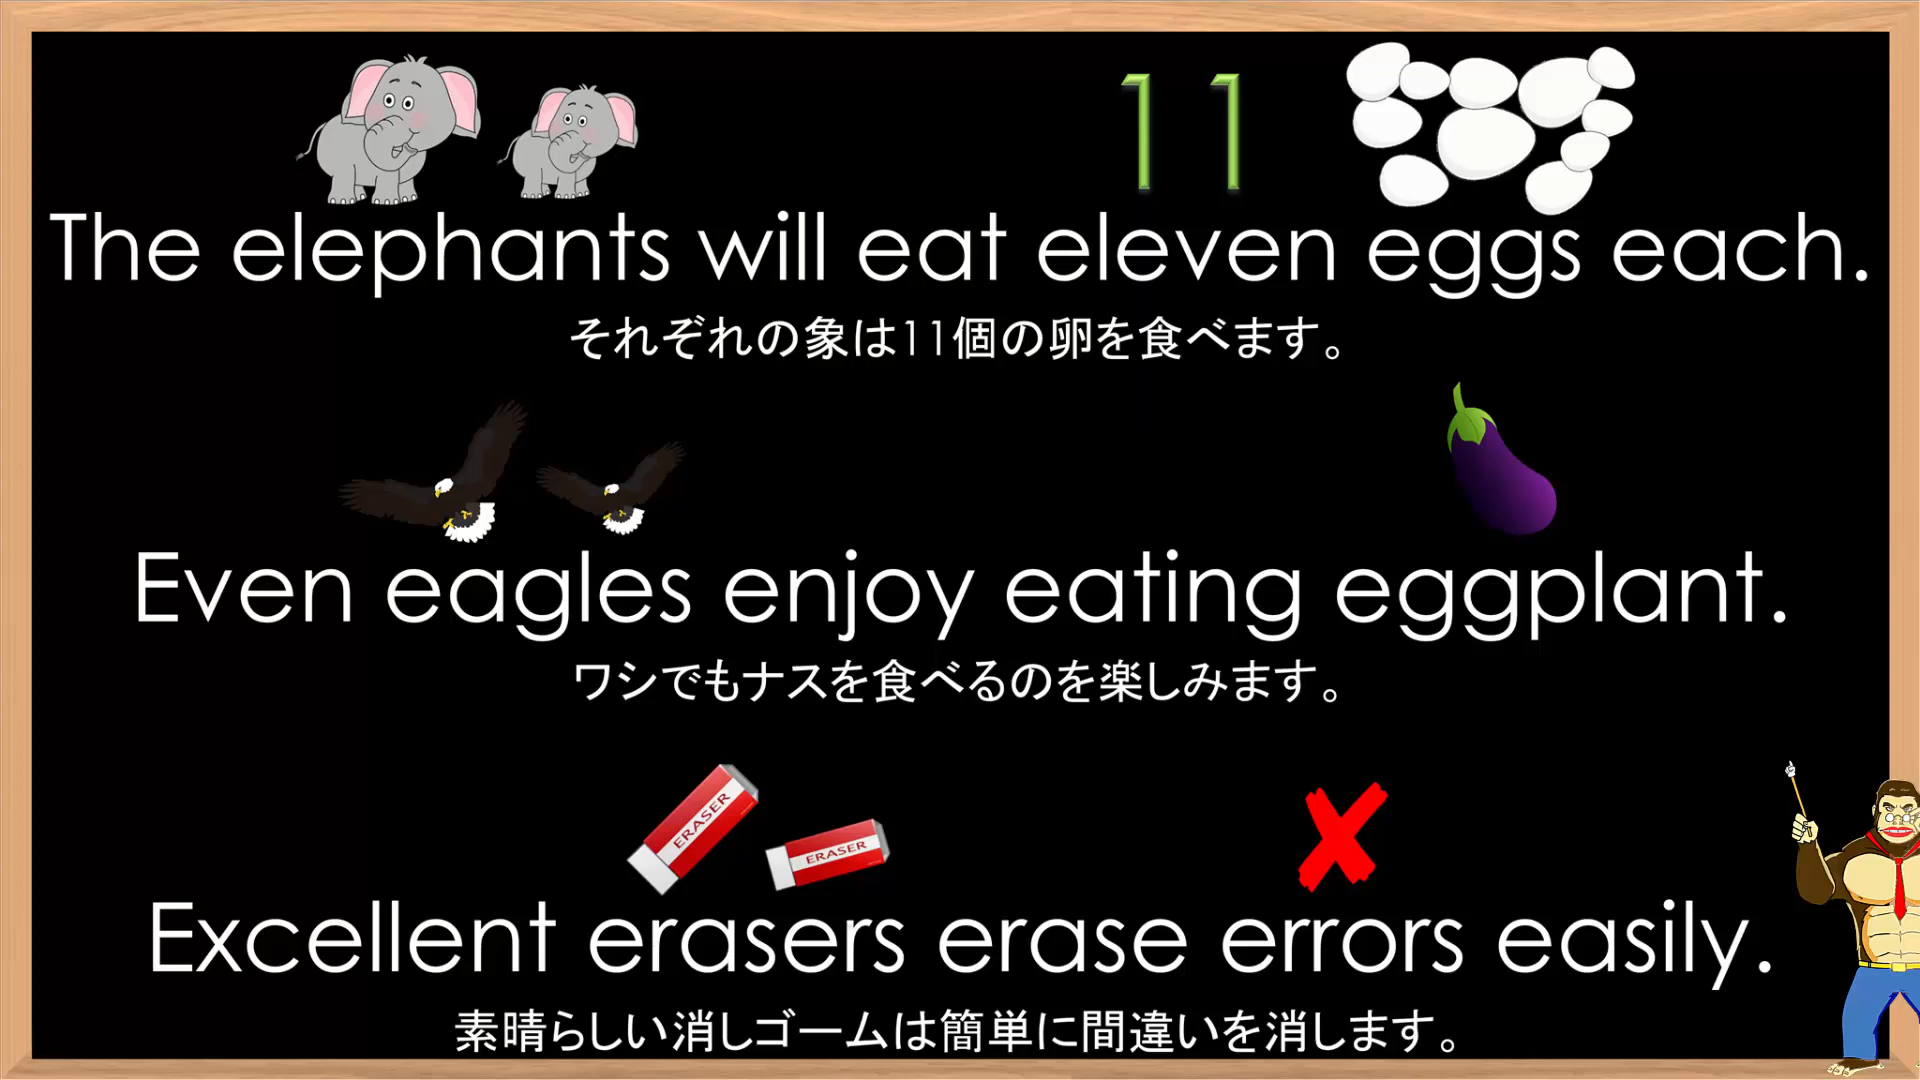 11
The elephants will eat eleven eggs each.
それぞれの象は11個の卵を食べます。
Even eagles enjoy eating eggplant.
ワシでもナスを食べるのを楽しみます。
ERASER
ERASER
Excellent erasers erase errors easily.
素晴らしい消しゴームは簡単に間違いを消します。